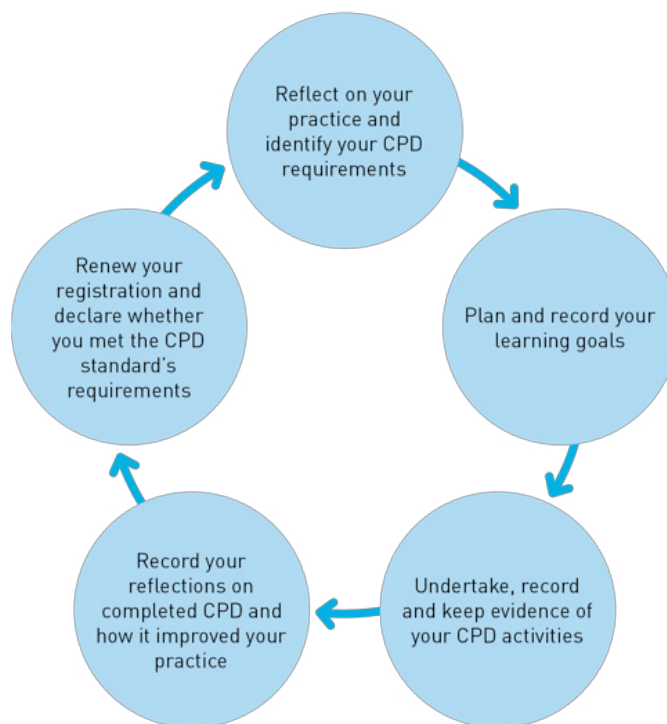 Reflect on your
practice and
identify your CPD
requirements
Plan and record your
learning goals
Undertake, record
and keep evidence of
your CPD activities
Record your
reflections on
completed CPD and
how it improved your
practice
Renew your
registration and
declare whether
you met the CPD
standard’s
requirements